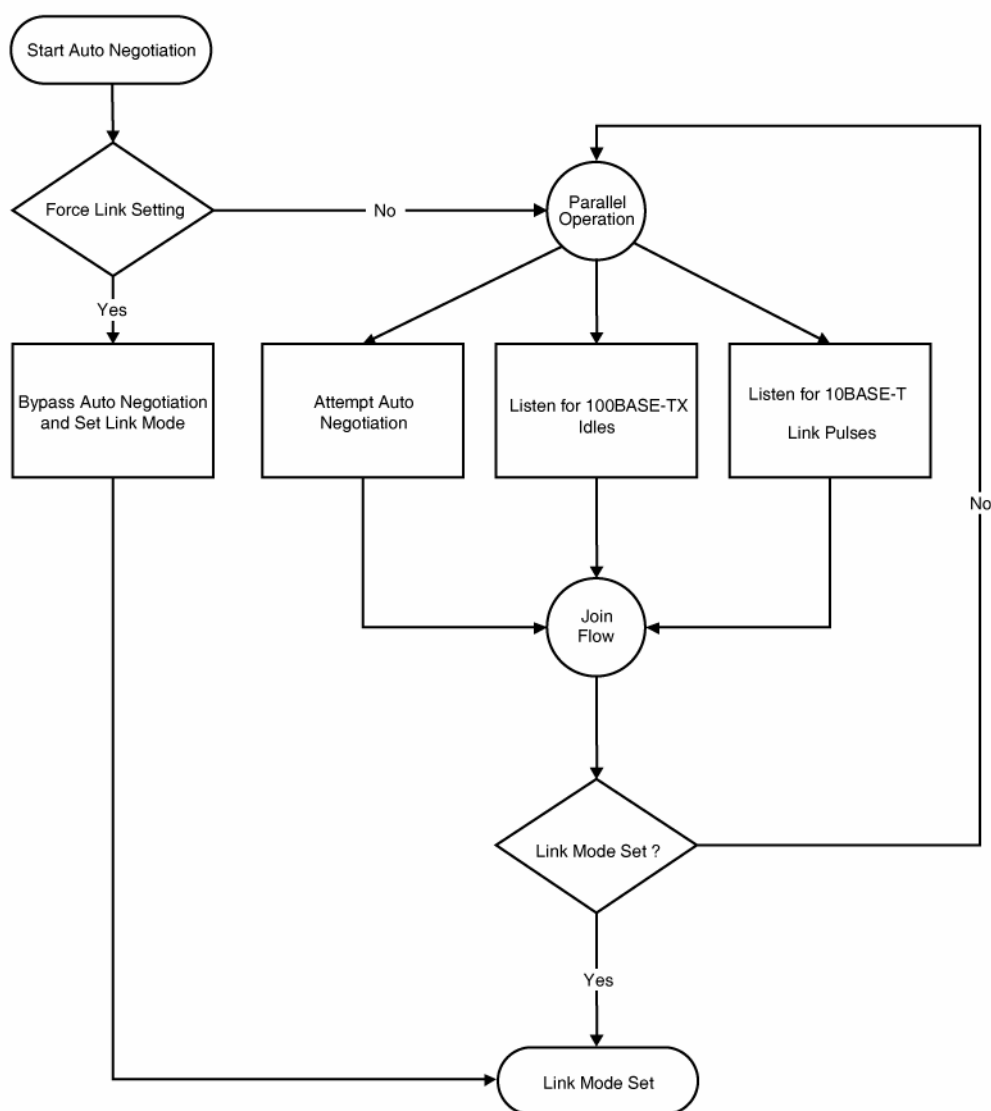 Start Auto Negotiation
Force Link Setting
No
Parallel
Operation
Yes
Bypass Auto Negotiation
and Set Link Mode
Attempt Auto
Negotiation
Listen for 100BASE-TX
Idles
Listen for 10BASE-T
Link Pulses
No
Join
Flow
Link Mode Set ?
Yes
Link Mode Set